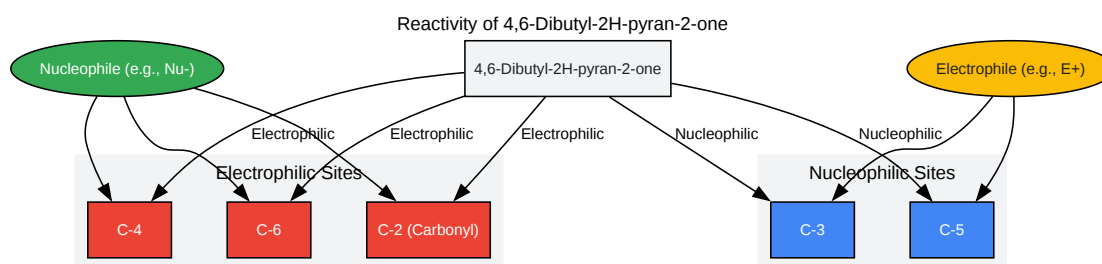 Reactivity of 4,6-Dibutyl-2H-pyran-2-one
Nucleophile (e.g., Nu-)
4,6-Dibutyl-2H-pyran-2-one
Electrophile (e.g., E+)
Electrophilic
Electrophilic
Electrophilic
Nucleophilic
Nucleophilic
Electrophilic Sites
Nucleophilic Sites
C-4
C-6
C-2 (Carbonyl)
C-3
C-5